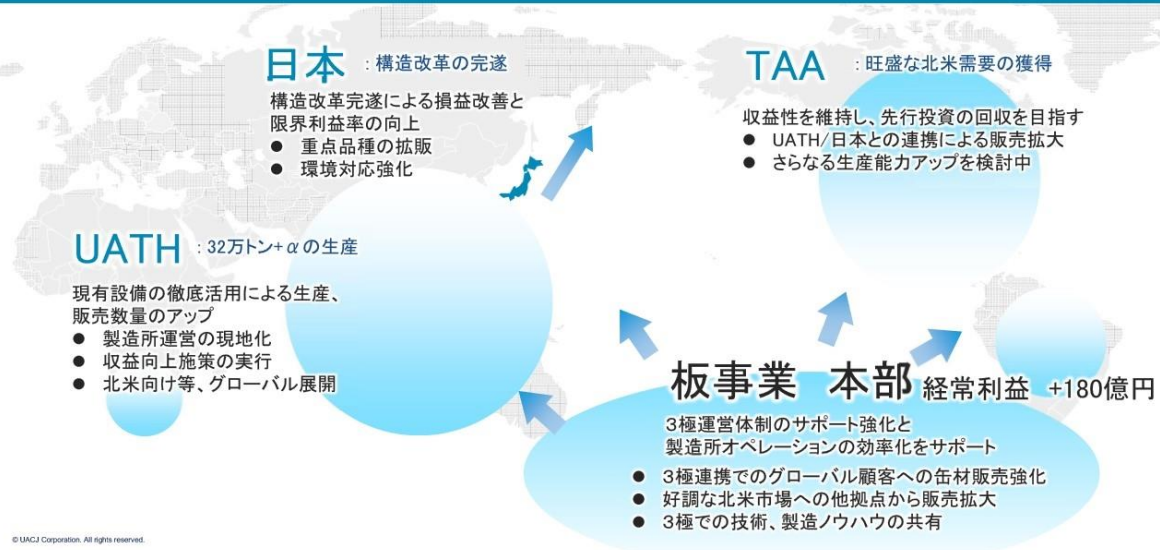 日本 :構造改革の完遂
構造改革完遂による損益改善と
限界利益率の向上
● 重点品種の拡販
● 環境対応強化
TAA :旺盛な北米需要の獲得
収益性を維持し、先行投資の回収を目指す
● UATH/日本との連携による販売拡大
● さらなる生産能力アップを検討中
UATH :32万トン+αの生産
現有設備の徹底活用による生産、
販売数量のアップ
● 製造所運営の現地化
● 収益向上施策の実行
● 北米向け等、グローバル展開
板事業 本部 経常利益 +180億円
3極運営体制のサポート強化と
製造所オペレーションの効率化をサポート
● 3極連携でのグローバル顧客への缶材販売強化
● 好調な北米市場への他拠点から販売拡大
● 3極での技術、製造ノウハウの共有
© UACJ Corporation. All rights reserved.